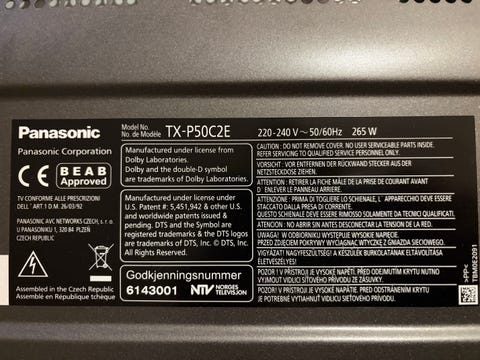 Panasonic
Panasonic Corporation
CE BEAB Approved
TV CONFORME ALLE PRESCRIZIONI
DELL' ART.1 D.M. 26/03/92
PANASONIC AVC NETWORKS CZECH, s. r. o.
U PANASONIKU 1, 320 84 PLZEŇ
CZECH REPUBLIC
Assembled in Czech Republic
Assemblé en République tchèque
Model No.
No. de Modèle
TX-P50C2E
220-240 V ~ 50/60Hz 265 W
Manufactured under license from
Dolby Laboratories.
Dolby and the double-D symbol
are trademarks of Dolby Laboratories.
Manufactured under license under
U.S. Patent #'s: 5,451,942 & other
U.S. and worldwide patents issued
& pending. DTS and the Symbol are
registered trademarks & the DTS logos
are trademarks of DTS, Inc. © DTS, Inc.
All Rights Reserved.
Godkjenningsnummer
6143001 NTV NORGES TELEVISJON
CAUTION : DO NOT REMOVE COVER. NO USER SERVICEABLE PARTS INSIDE.
REFER SERVICING TO QUALIFIED SERVICE PERSONNEL ONLY.
VORSICHT : VOR ENTFERNEN DER RÜCKWAND STECKER AUS DER
NETZSTECKDOSE ZIEHEN.
ATTENTION : RETIRER LA FICHE MÂLE DE LA PRISE DE COURANT AVANT
D' ENLEVER LE PANNEAU ARRIERE.
ATTENZIONE : PRIMA DI TOGLIERE LO SCHIENALE, L' APPARECCHIO DEVE ESSERE
STACCATO DALLA PRESA DI CORRENTE.
QUESTO SCHIENALE DEVE ESSERE RIMOSSO SOLAMENTE DA TECNICI QUALIFICATI.
ATENCION : NO ABRIR SIN ANTES DESCONECTAR LA TENSION DE LA RED.
UWAGA : WYSOKIE NAPIĘCIE WEWNĄTRZ.
PRZED ZDJĘCIEM POKRYWY WYCIĄGNĄĆ WTYCZKĘ Z GNIAZDA SIECIOWEGO.
VIGYÁZAT! NAGYFESZÜLTSÉG! A KÉSZÜLÉK BURKOLATÁNAK ELTÁVOLÍTÁSA
ÉLETVESZÉLYES!
POZOR ! V PŘÍSTROJI JE VYSOKÉ NAPĚTÍ. PŘED ODEJMUTÍM KRYTU NUTNO
VYJMOUT VIDLICI SÍŤOVÉHO PŘÍVODU.
POZOR ! V PRÍSTROJI JE VYSOKÉ NAPÄTIE. PRED ODSTRÁNENÍM KRYTU
JE POTREBNÉ VYTIAHNUŤ VIDLICU SIEŤOVÉHO PRÍVODU.
>PP<
TBM0E2091